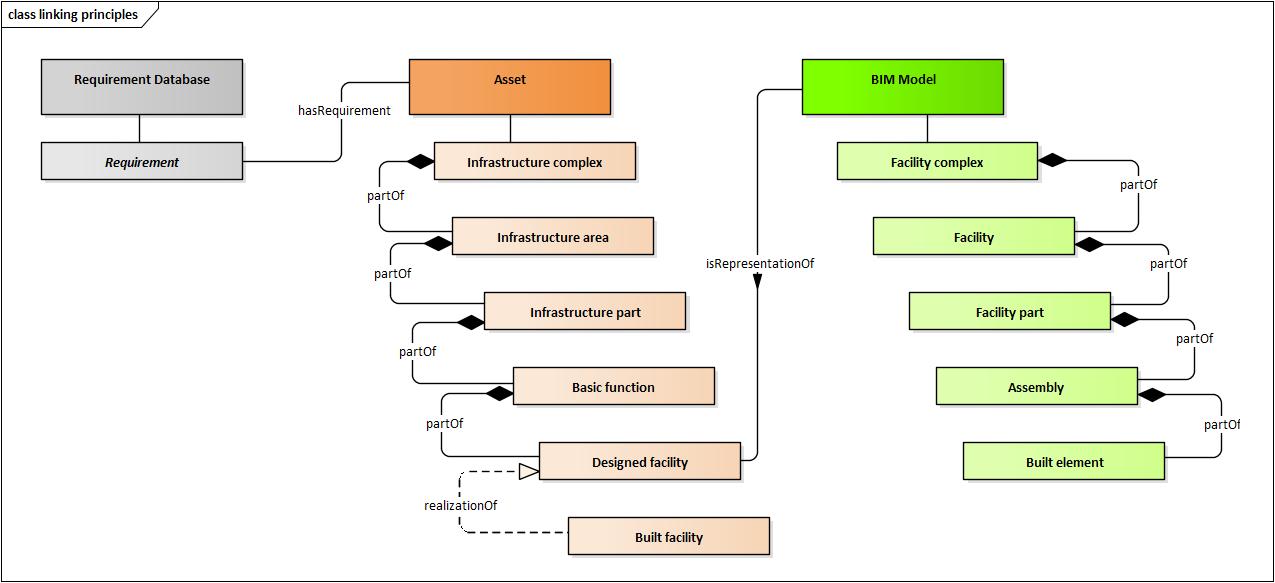 class linking principles
Requirement Database
Asset
BIM Model
hasRequirement
Requirement
Infrastructure complex
Facility complex
partOf
partOf
Infrastructure area
Facility
isRepresentationOf
partOf
partOf
Infrastructure part
Facility part
partOf
partOf
Basic function
Assembly
partOf
partOf
Designed facility
Built element
realizationOf
Built facility